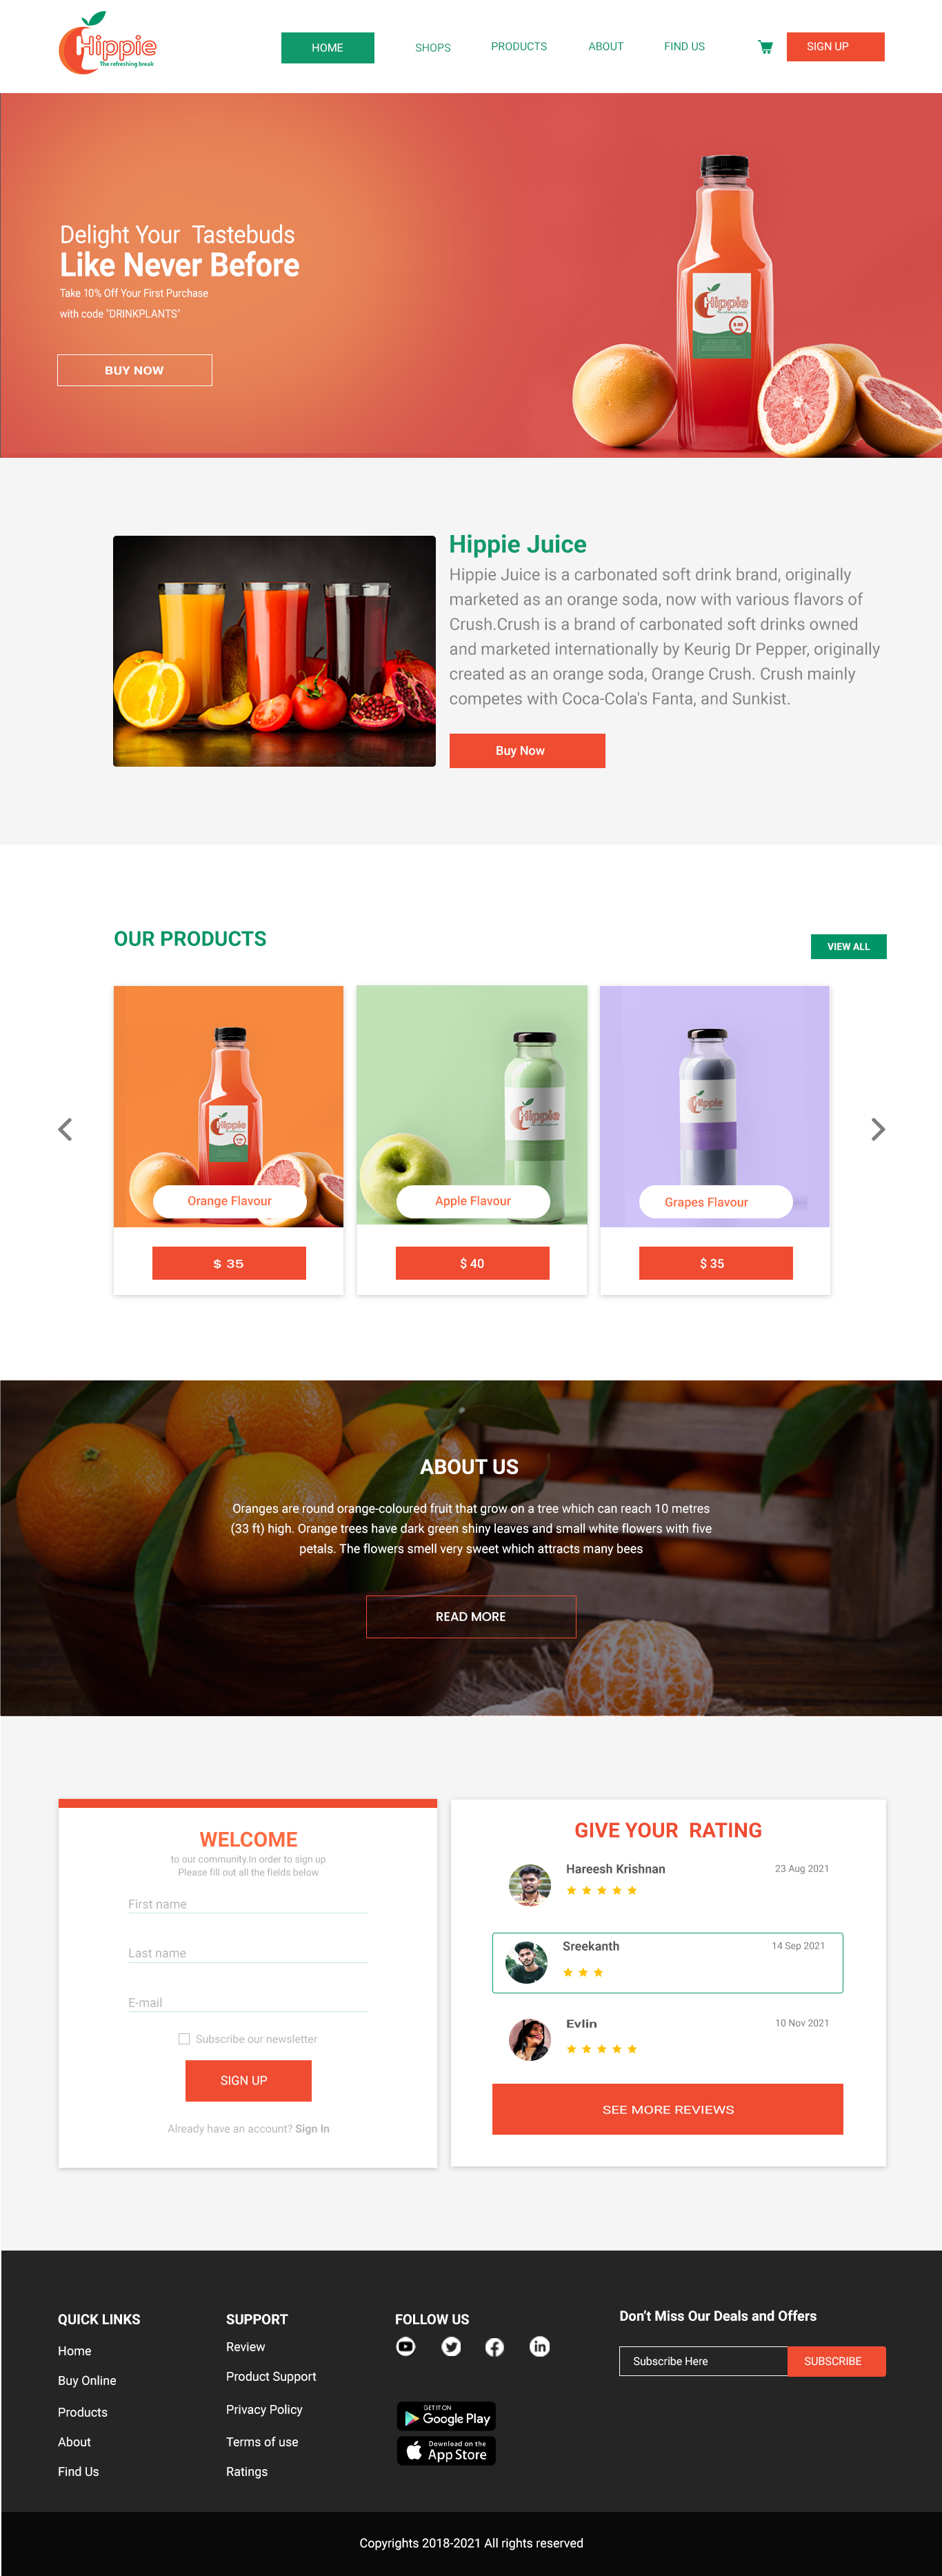 Hippie
The refreshing break
HOME
SHOPS
PRODUCTS
ABOUT
FIND US
SIGN UP
Delight Your Tastebuds
Like Never Before
Take 10% Off Your First Purchase
with code "DRINKPLANTS"
BUY NOW
Hippie
Hippie Juice
Hippie Juice is a carbonated soft drink brand, originally
marketed as an orange soda, now with various flavors of
Crush.Crush is a brand of carbonated soft drinks owned
and marketed internationally by Keurig Dr Pepper, originally
created as an orange soda, Orange Crush. Crush mainly
competes with Coca-Cola's Fanta, and Sunkist.
Buy Now
OUR PRODUCTS
VIEW ALL
Hippie
Hippie
Hippie
Orange Flavour
Apple Flavour
Grapes Flavour
$ 35
$ 40
$ 35
ABOUT US
Oranges are round orange-coloured fruit that grow on a tree which can reach 10 metres
(33 ft) high. Orange trees have dark green shiny leaves and small white flowers with five
petals. The flowers smell very sweet which attracts many bees
READ MORE
WELCOME
to our community.In order to sign up
Please fill out all the fields below
First name
Last name
E-mail
Subscribe our newsletter
SIGN UP
Already have an account? Sign In
GIVE YOUR RATING
Hareesh Krishnan
23 Aug 2021
Sreekanth
14 Sep 2021
Evlin
10 Nov 2021
SEE MORE REVIEWS
QUICK LINKS
Home
Buy Online
Products
About
Find Us
SUPPORT
Review
Product Support
Privacy Policy
Terms of use
Ratings
FOLLOW US
GET IT ON
Google Play
Download on the
App Store
Don't Miss Our Deals and Offers
Subscribe Here
SUBSCRIBE
Copyrights 2018-2021 All rights reserved